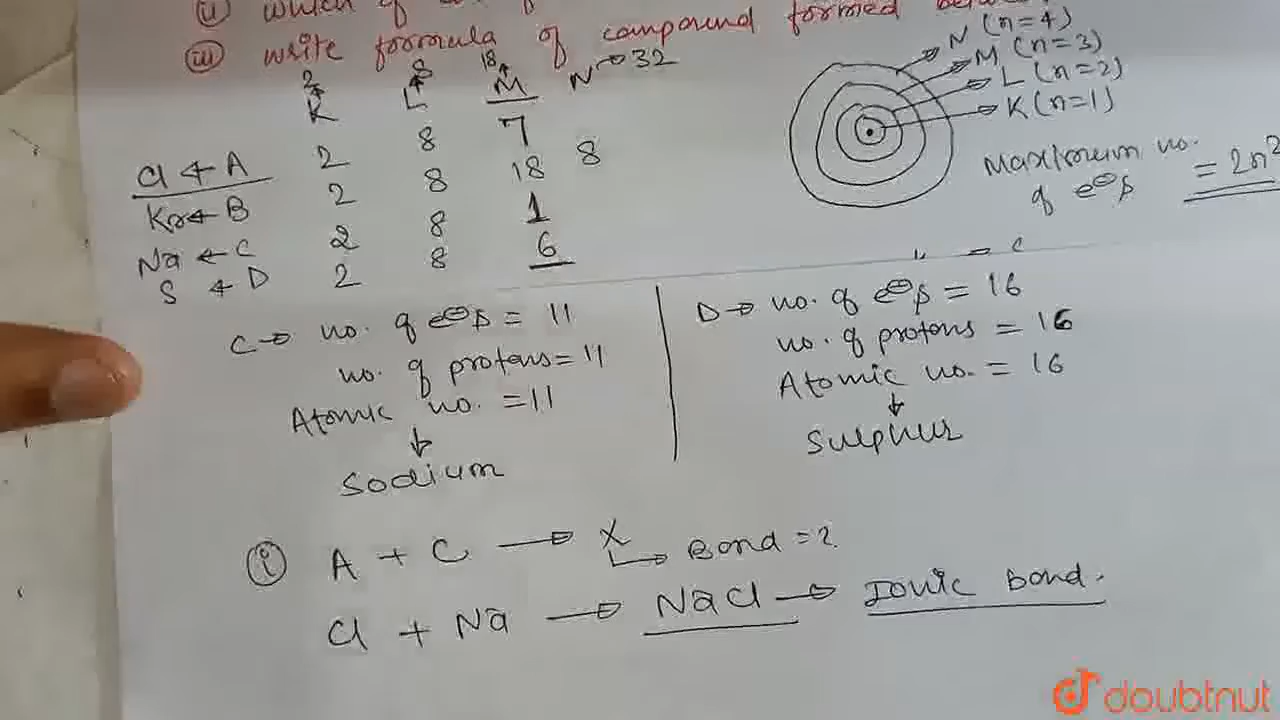 (ii) which of
(iii) write formula of compound formed
2 8 18
K L M N → 32
Cl ← A 2 8 7
Kr ← B 2 8 18 8
Na ← C 2 8 1
S ← D 2 8 6
N (n=4)
M (n=3)
L (n=2)
K (n=1)
Maximum no. of e⊖s = 2n²
C → no. of e⊖s = 11
no. of protons = 11
Atomic no. = 11
↓
Sodium
D → no. of e⊖s = 16
no. of protons = 16
Atomic no. = 16
↓
Sulphur
(i) A + C → X
↳ Bond = ?
Cl + Na → NaCl → Ionic Bond.
doubtnut